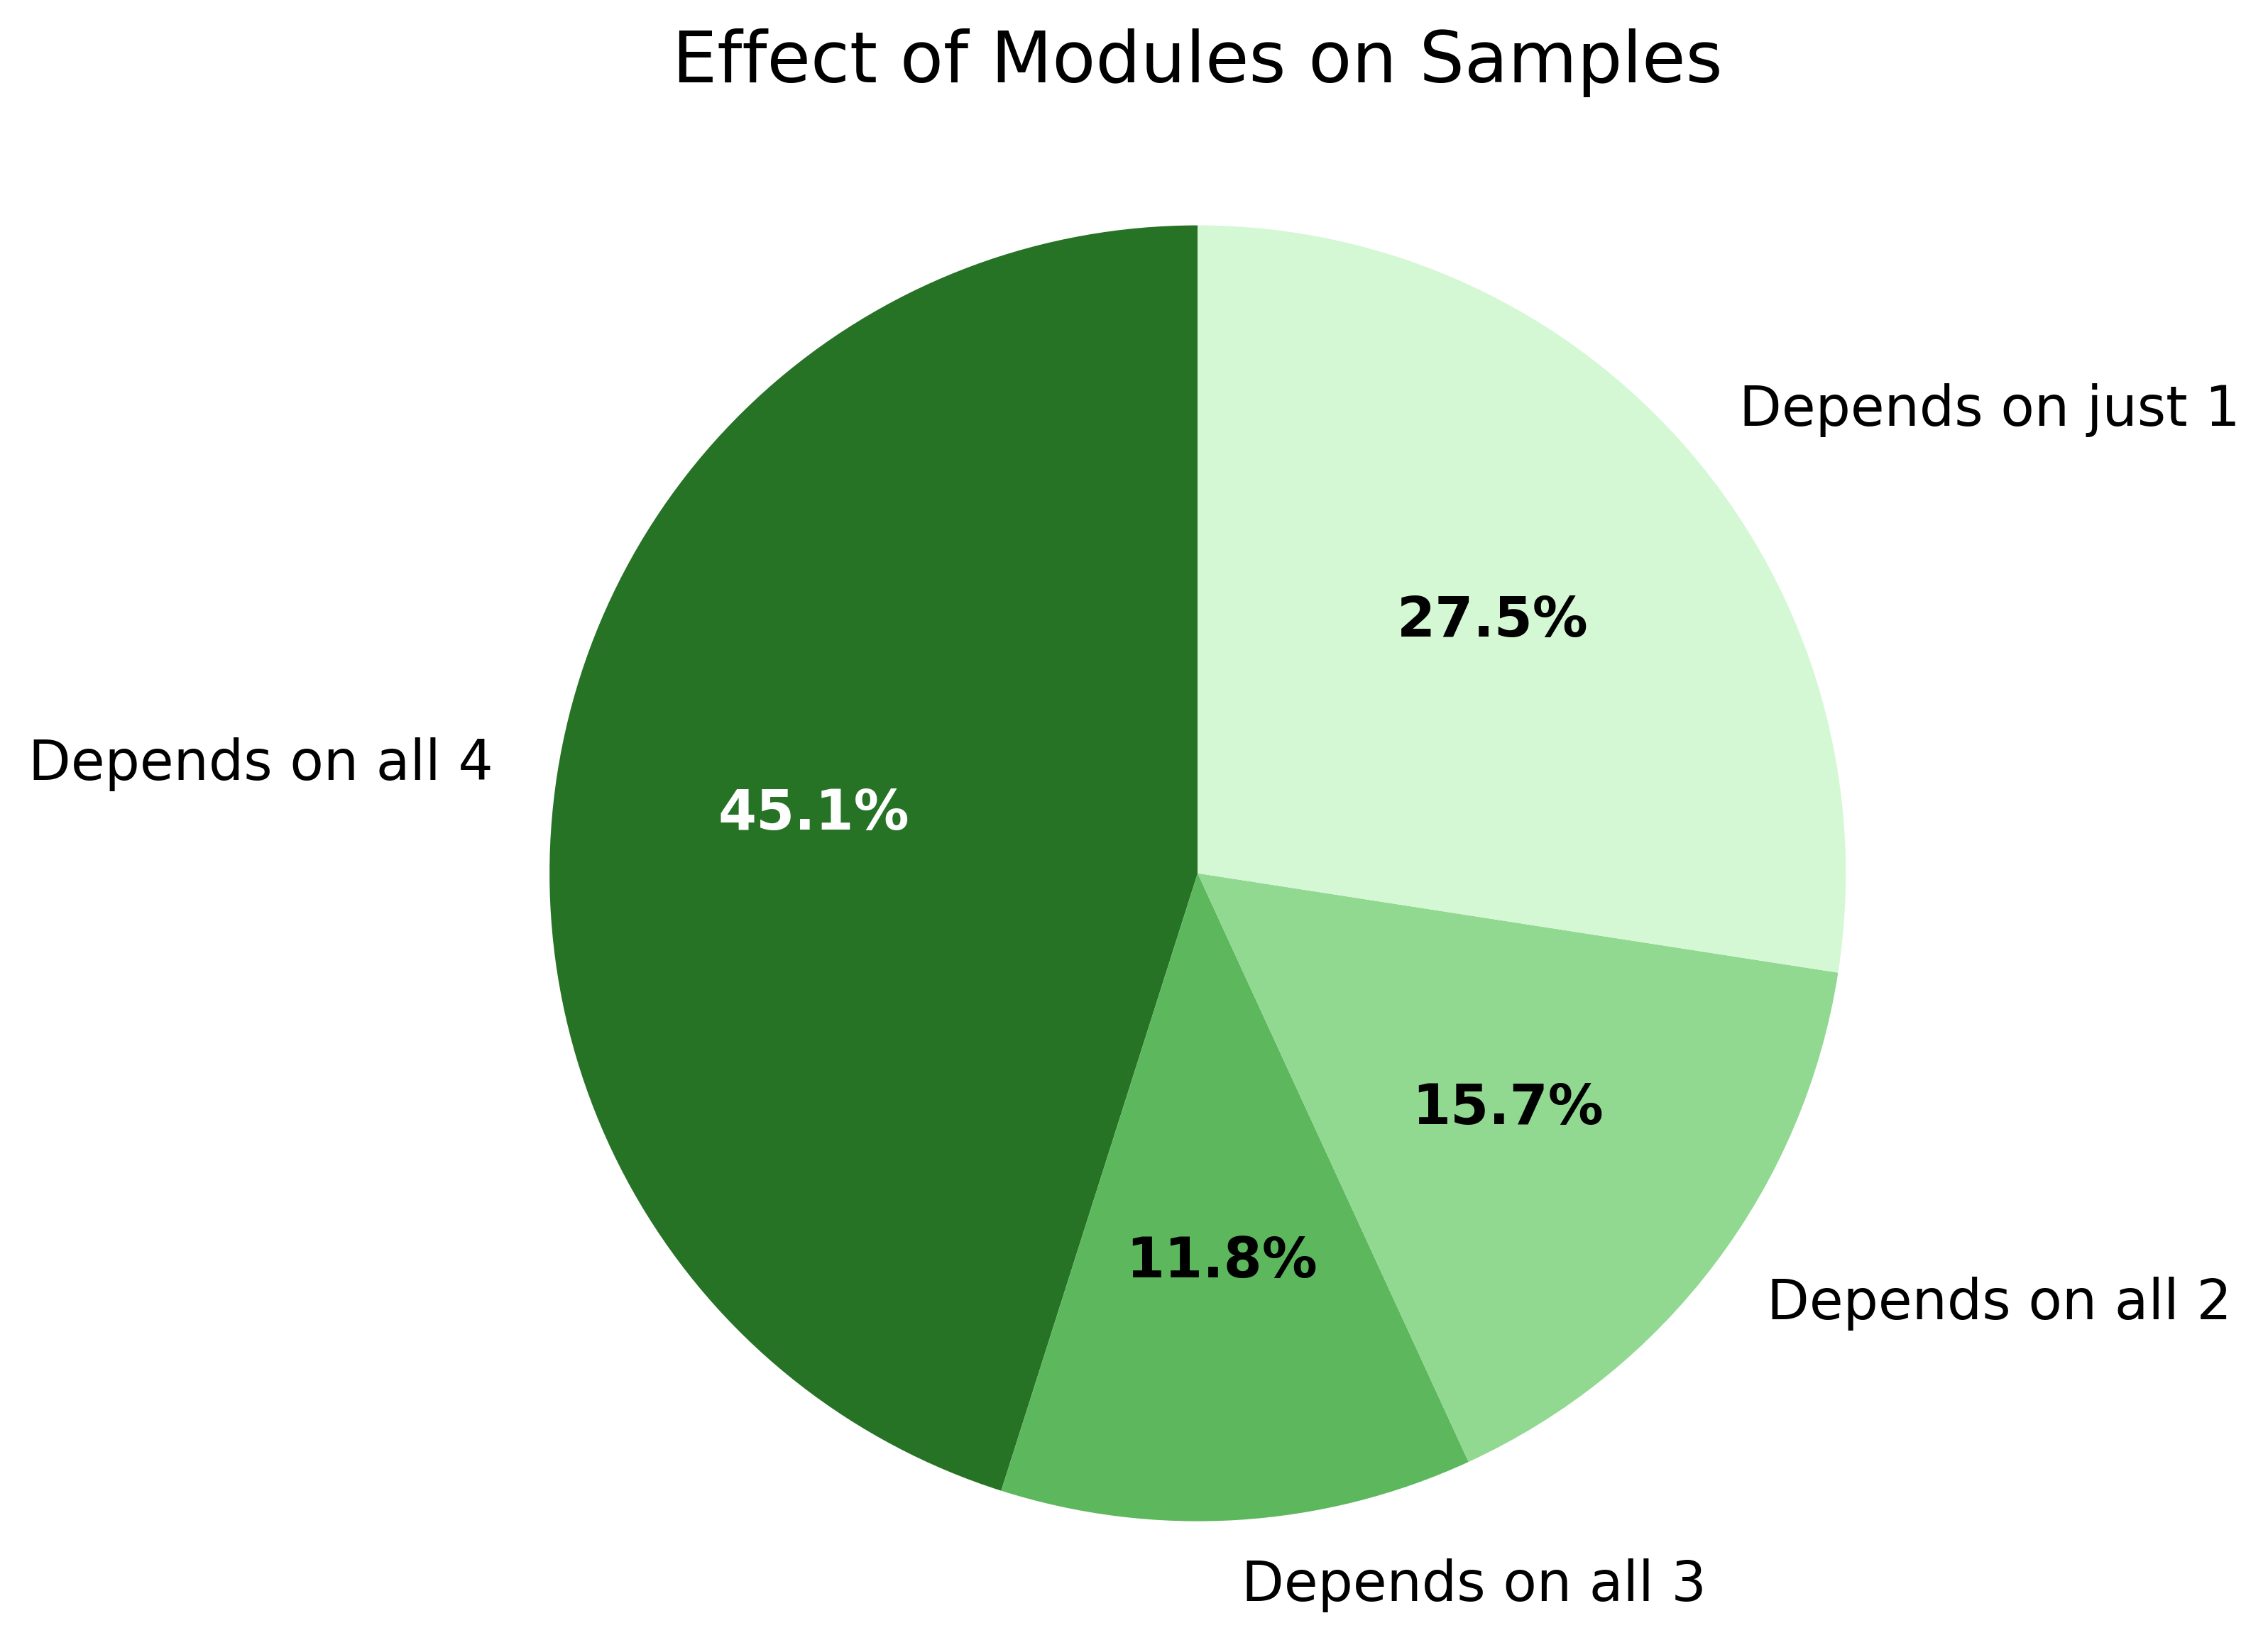 Effect of Modules on Samples
Depends on just 1
27.5%
Depends on all 4
45.1%
15.7%
11.8%
Depends on all 2
Depends on all 3